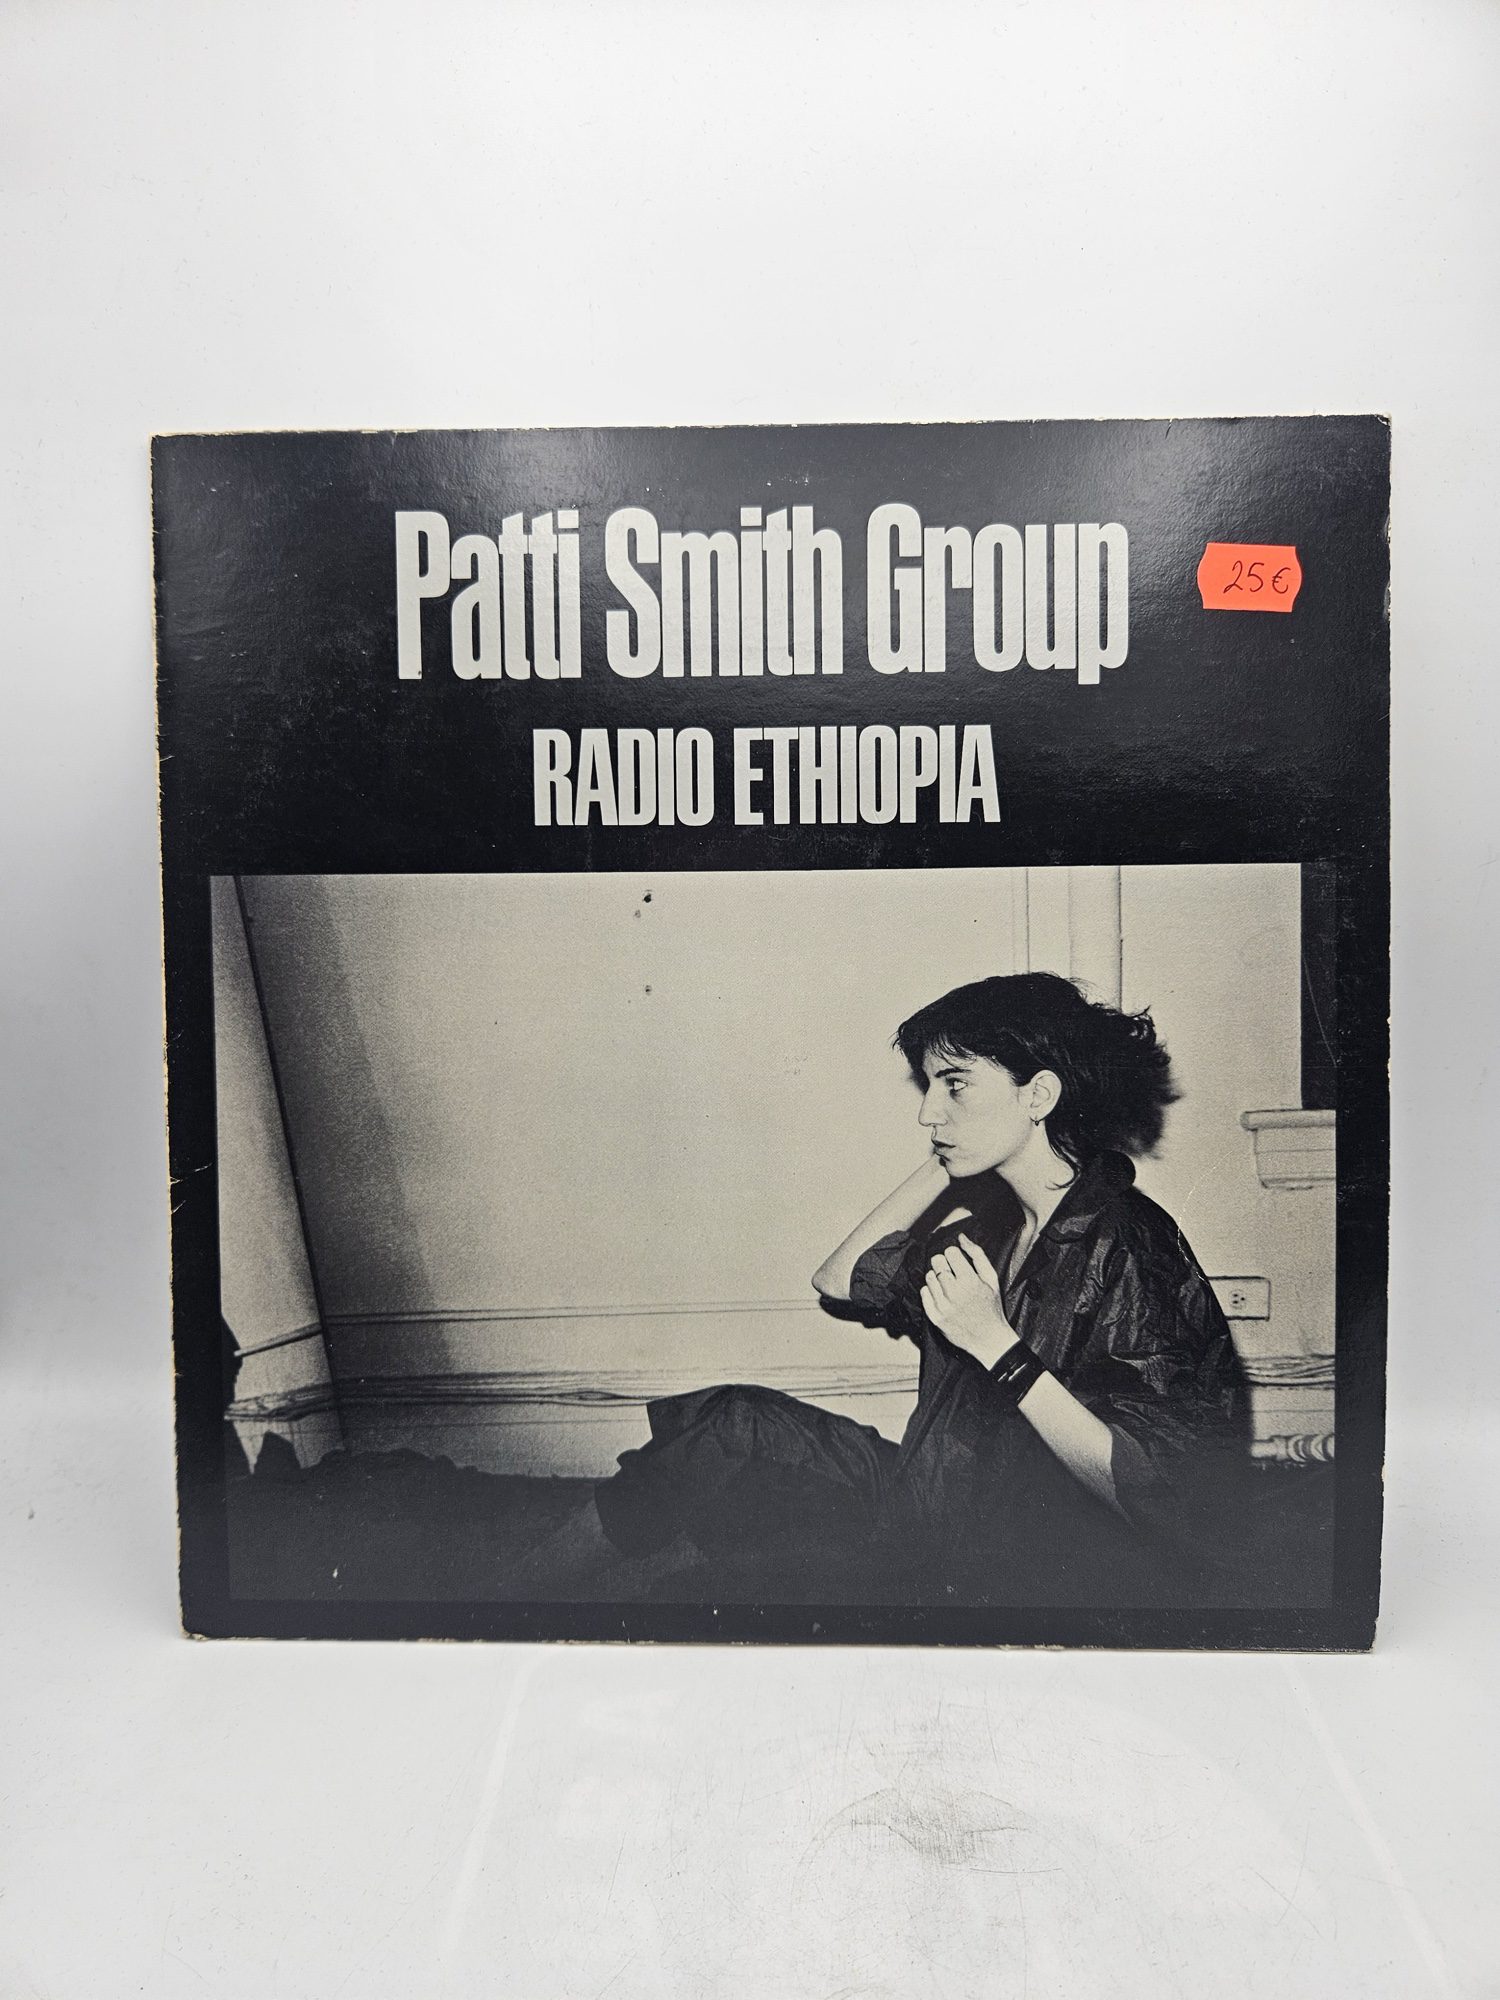 Patti Smith Group
25€
RADIO ETHIOPIA